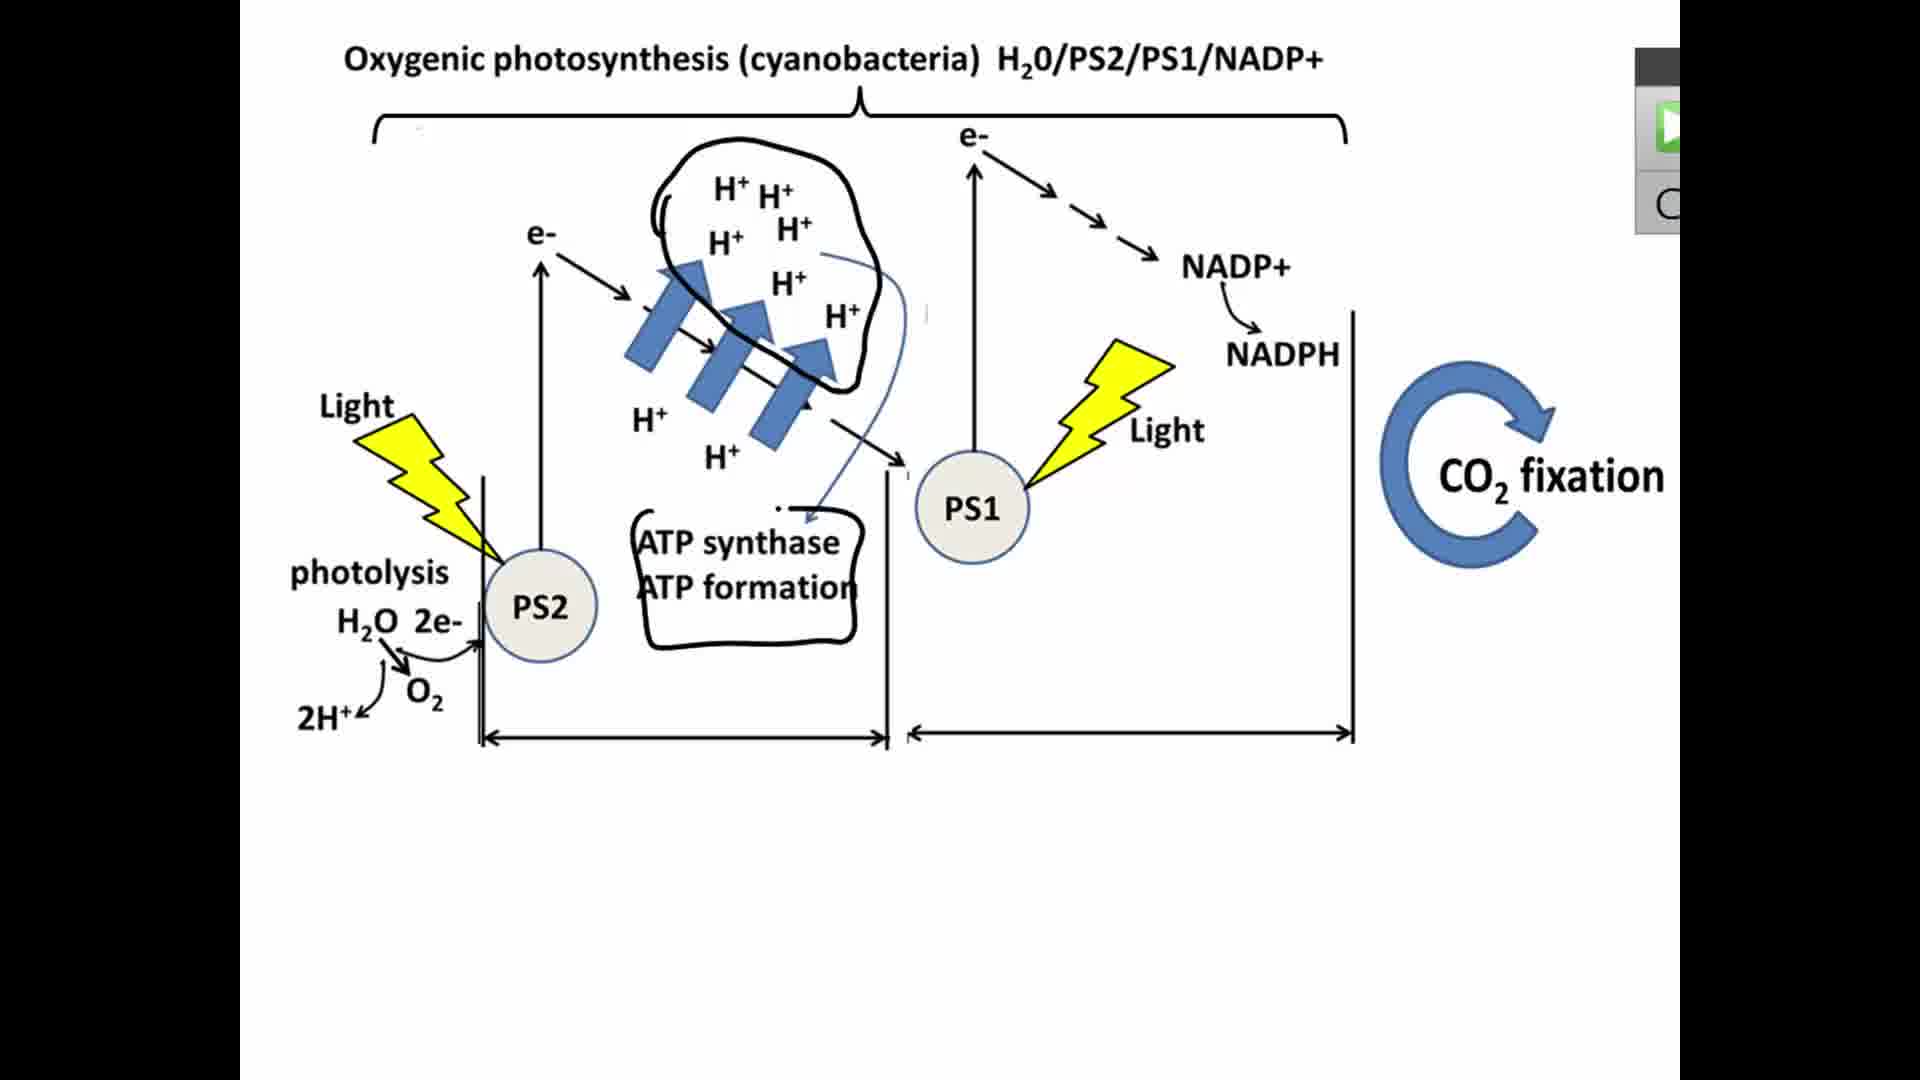 Oxygenic photosynthesis (cyanobacteria) H₂0/PS2/PS1/NADP+
e-
H⁺ H⁺
e-
H⁺ H⁺
NADP+
H⁺
H⁺
NADPH
Light
H⁺
Light
H⁺
CO₂ fixation
PS1
ATP synthase
photolysis
ATP formation
PS2
H₂O 2e-
O₂
2H⁺